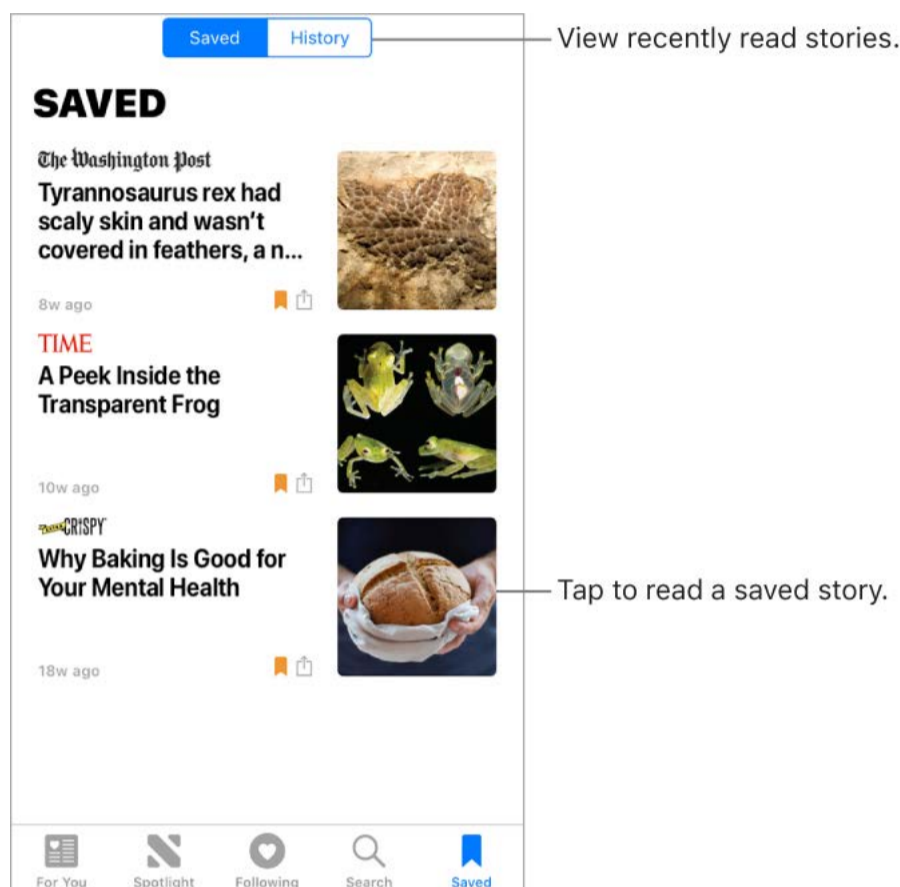 Saved History
View recently read stories.
SAVED
The Washington Post
Tyrannosaurus rex had
scaly skin and wasn't
covered in feathers, a n...
8w ago
TIME
A Peek Inside the
Transparent Frog
10w ago
CRISPY
Why Baking Is Good for
Your Mental Health
Tap to read a saved story.
18w ago
For You Spotlight Following Search Saved